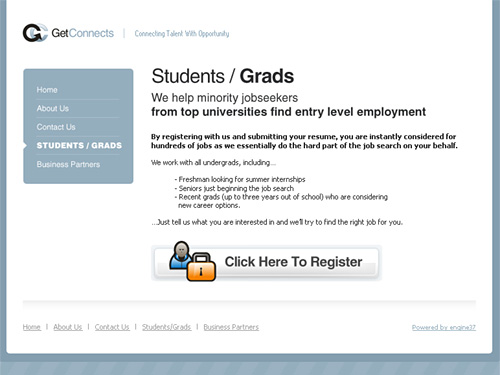 GetConnects | Connecting Talent With Opportunity
Home
About Us
Contact Us
STUDENTS / GRADS
Business Partners
Students / Grads
We help minority jobseekers
from top universities find entry level employment
By registering with us and submitting your resume, you are instantly considered for
hundreds of jobs as we essentially do the hard part of the job search on your behalf.
We work with all undergrads, including…
- Freshman looking for summer internships
- Seniors just beginning the job search
- Recent grads (up to three years out of school) who are considering
new career options.
…Just tell us what you are interested in and we'll try to find the right job for you.
Click Here To Register
Home | About Us | Contact Us | Students/Grads | Business Partners
Powered by engine37